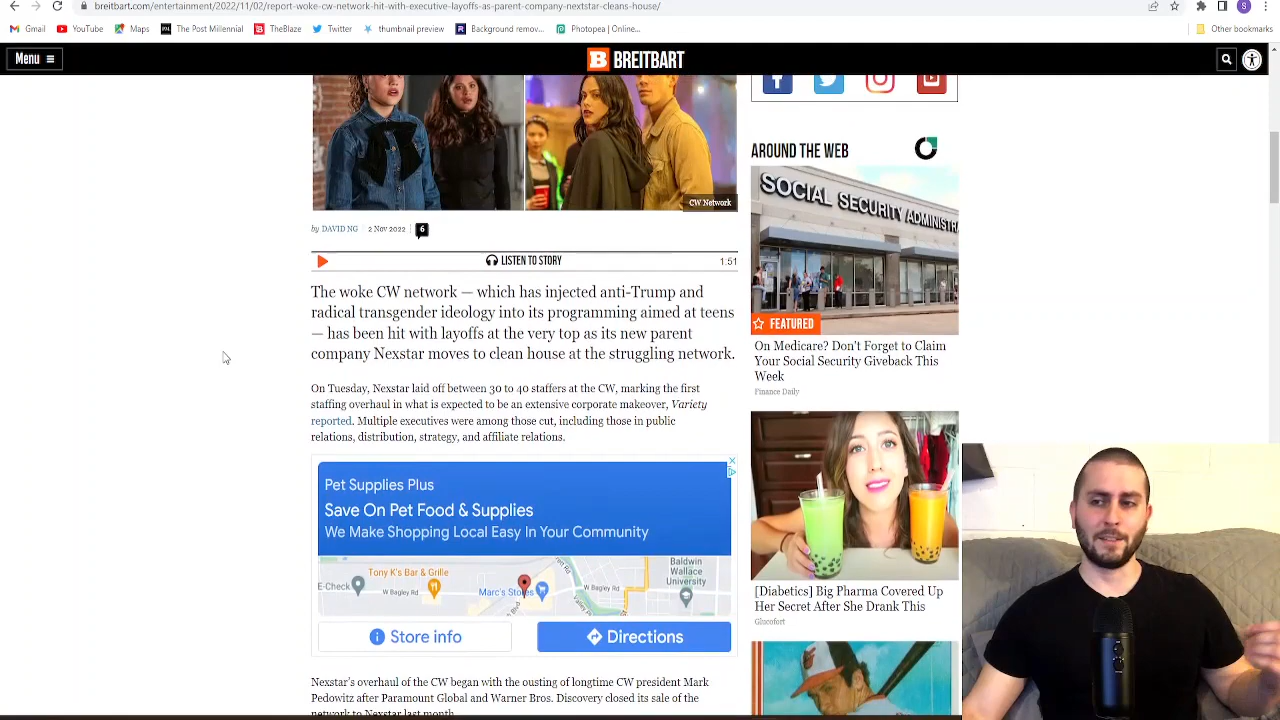 breitbart.com/entertainment/2022/11/02/report-woke-cw-network-hit-with-executive-layoffs-as-parent-company-nextstar-cleans-house/
S
Gmail
YouTube
Maps
The Post Millennial
TheBlaze
Twitter
thumbnail preview
Background remov...
Photopea | Online...
Other bookmarks
Menu
B BREITBART
CW Network
by DAVID NG
2 Nov 2022
6
LISTEN TO STORY
1:51
The woke CW network — which has injected anti-Trump and
radical transgender ideology into its programming aimed at teens
— has been hit with layoffs at the very top as its new parent
company Nexstar moves to clean house at the struggling network.
On Tuesday, Nexstar laid off between 30 to 40 staffers at the CW, marking the first
staffing overhaul in what is expected to be an extensive corporate makeover, Variety
reported. Multiple executives were among those cut, including those in public
relations, distribution, strategy, and affiliate relations.
Pet Supplies Plus
Save On Pet Food & Supplies
We Make Shopping Local Easy In Your Community
E-Check
Tony K's Bar & Grille
W Bagley Rd
Marc's Stores
W Bagley Rd
Baldwin
Wallace
University
Store info
Directions
Nexstar's overhaul of the CW began with the ousting of longtime CW president Mark
Pedowitz after Paramount Global and Warner Bros. Discovery closed its sale of the
network to Nexstar last month.
AROUND THE WEB
SOCIAL SECURITY ADMINISTRA
FEATURED
On Medicare? Don't Forget to Claim
Your Social Security Giveback This
Week
Finance Daily
[Diabetics] Big Pharma Covered Up
Her Secret After She Drank This
Glucofort